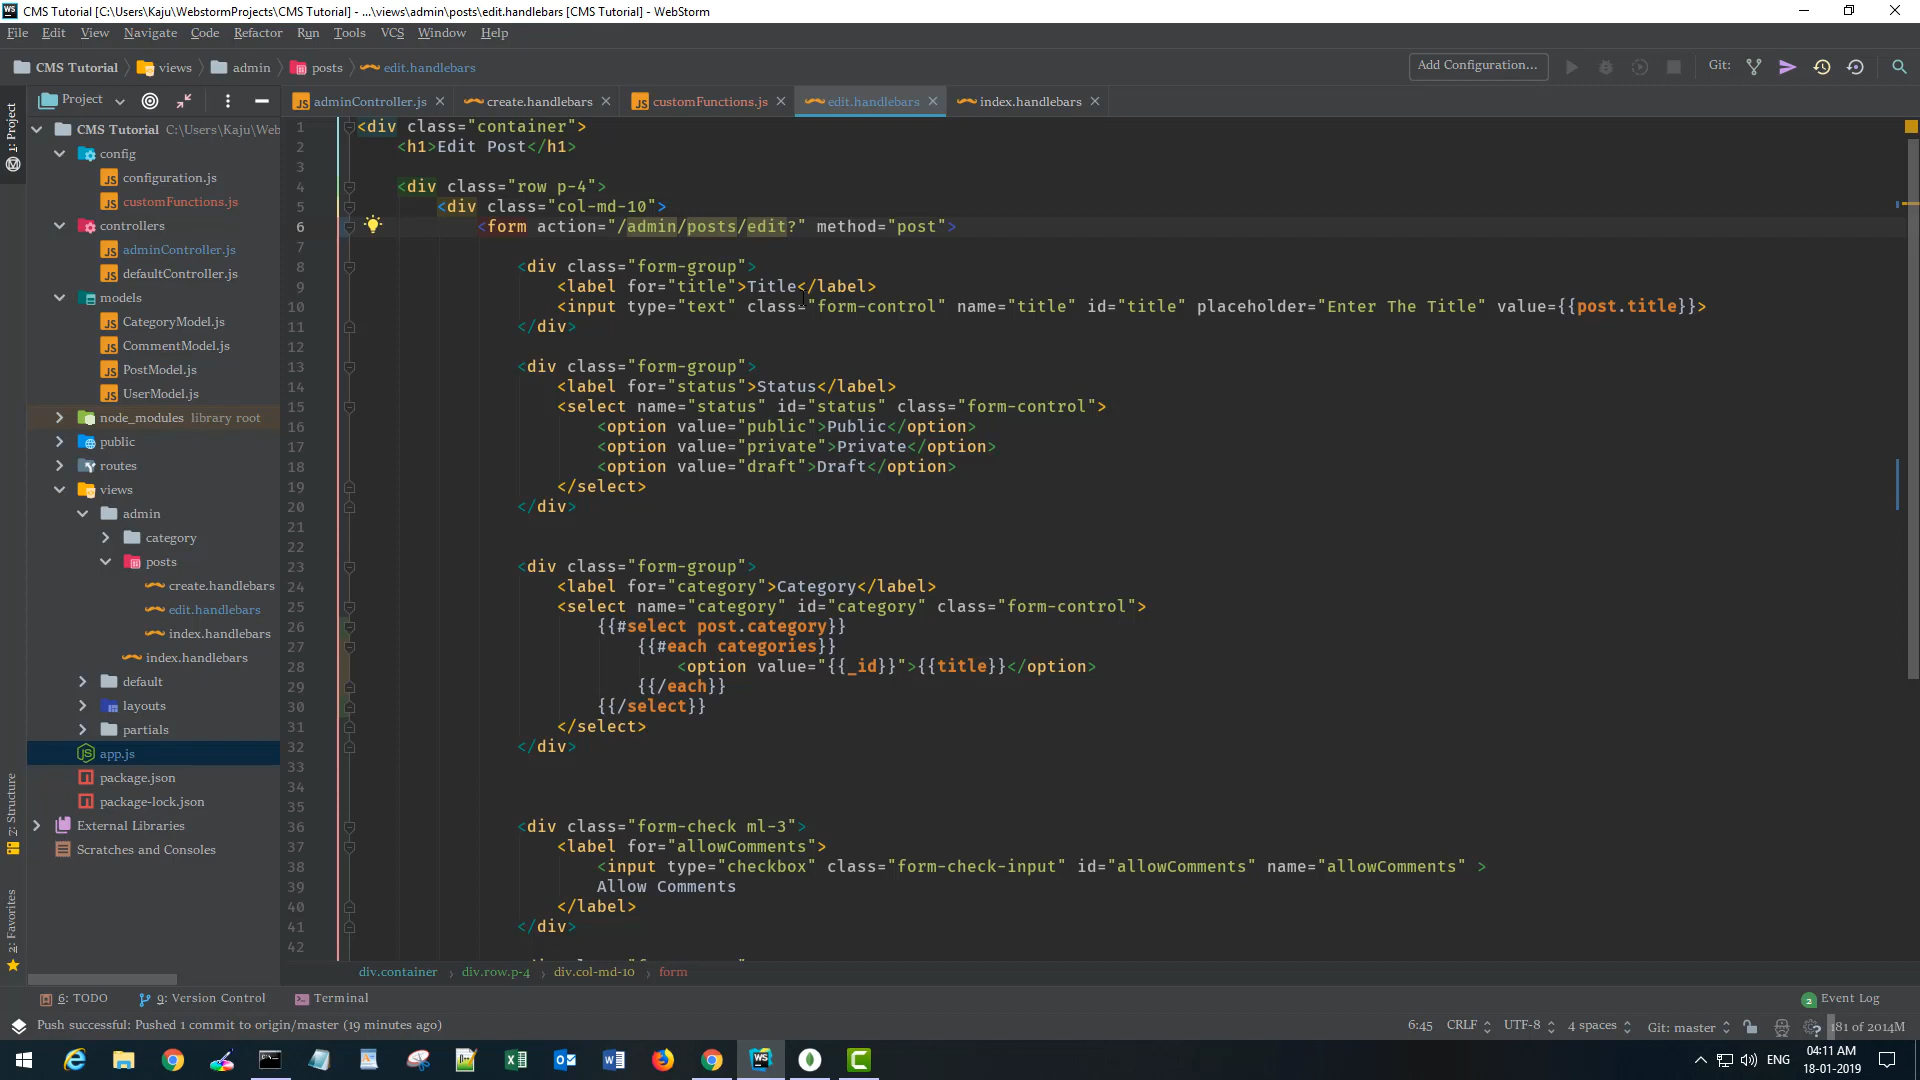 CMS Tutorial [C:\Users\Kaju\WebstormProjects\CMS Tutorial] - ...\views\admin\posts\edit.handlebars [CMS Tutorial] - WebStorm
File Edit View Navigate Code Refactor Run Tools VCS Window Help
CMS Tutorial views admin posts edit.handlebars Add Configuration... Git:
Project adminController.js create.handlebars customFunctions.js edit.handlebars index.handlebars
1: Project
CMS Tutorial C:\Users\Kaju\Web
config
configuration.js
customFunctions.js
controllers
adminController.js
defaultController.js
models
CategoryModel.js
CommentModel.js
PostModel.js
UserModel.js
node_modules library root
public
routes
views
admin
category
posts
create.handlebars
edit.handlebars
index.handlebars
index.handlebars
default
layouts
partials
app.js
package.json
package-lock.json
External Libraries
Scratches and Consoles
Z: Structure
2: Favorites
1 <div class="container">
2 <h1>Edit Post</h1>
3
4 <div class="row p-4">
5 <div class="col-md-10">
6 <form action="/admin/posts/edit?" method="post">
7
8 <div class="form-group">
9 <label for="title">Title</label>
10 <input type="text" class="form-control" name="title" id="title" placeholder="Enter The Title" value={{post.title}}>
11 </div>
12
13 <div class="form-group">
14 <label for="status">Status</label>
15 <select name="status" id="status" class="form-control">
16 <option value="public">Public</option>
17 <option value="private">Private</option>
18 <option value="draft">Draft</option>
19 </select>
20 </div>
21
22
23 <div class="form-group">
24 <label for="category">Category</label>
25 <select name="category" id="category" class="form-control">
26 {{#select post.category}}
27 {{#each categories}}
28 <option value="{{_id}}">{{title}}</option>
29 {{/each}}
30 {{/select}}
31 </select>
32 </div>
33
34
35
36 <div class="form-check ml-3">
37 <label for="allowComments">
38 <input type="checkbox" class="form-check-input" id="allowComments" name="allowComments" >
39 Allow Comments
40 </label>
41 </div>
42
div.container div.row.p-4 div.col-md-10 form
6: TODO 9: Version Control Terminal 2 Event Log
Push successful: Pushed 1 commit to origin/master (19 minutes ago) 6:45 CRLF UTF-8 4 spaces Git: master 181 of 2014M
ENG 04:11 AM
18-01-2019